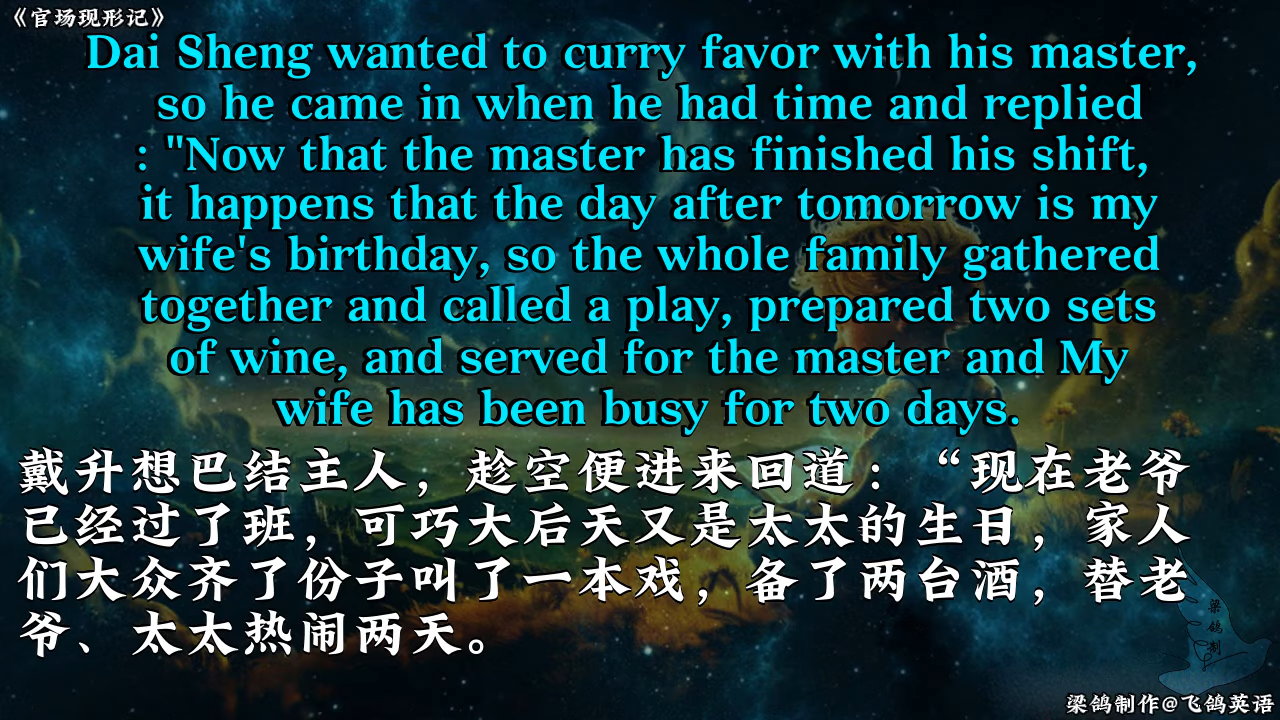 《官场现形记》
Dai Sheng wanted to curry favor with his master,
so he came in when he had time and replied
: "Now that the master has finished his shift,
it happens that the day after tomorrow is my
wife's birthday, so the whole family gathered
together and called a play, prepared two sets
of wine, and served for the master and My
wife has been busy for two days.
戴升想巴结主人，趁空便进来回道：“现在老爷
已经过了班，可巧大后天又是太太的生日，家人
们大众齐了份子叫了一本戏，备了两台酒，替老
爷、太太热闹两天。
梁
鸽
制
梁鸽制作@飞鸽英语